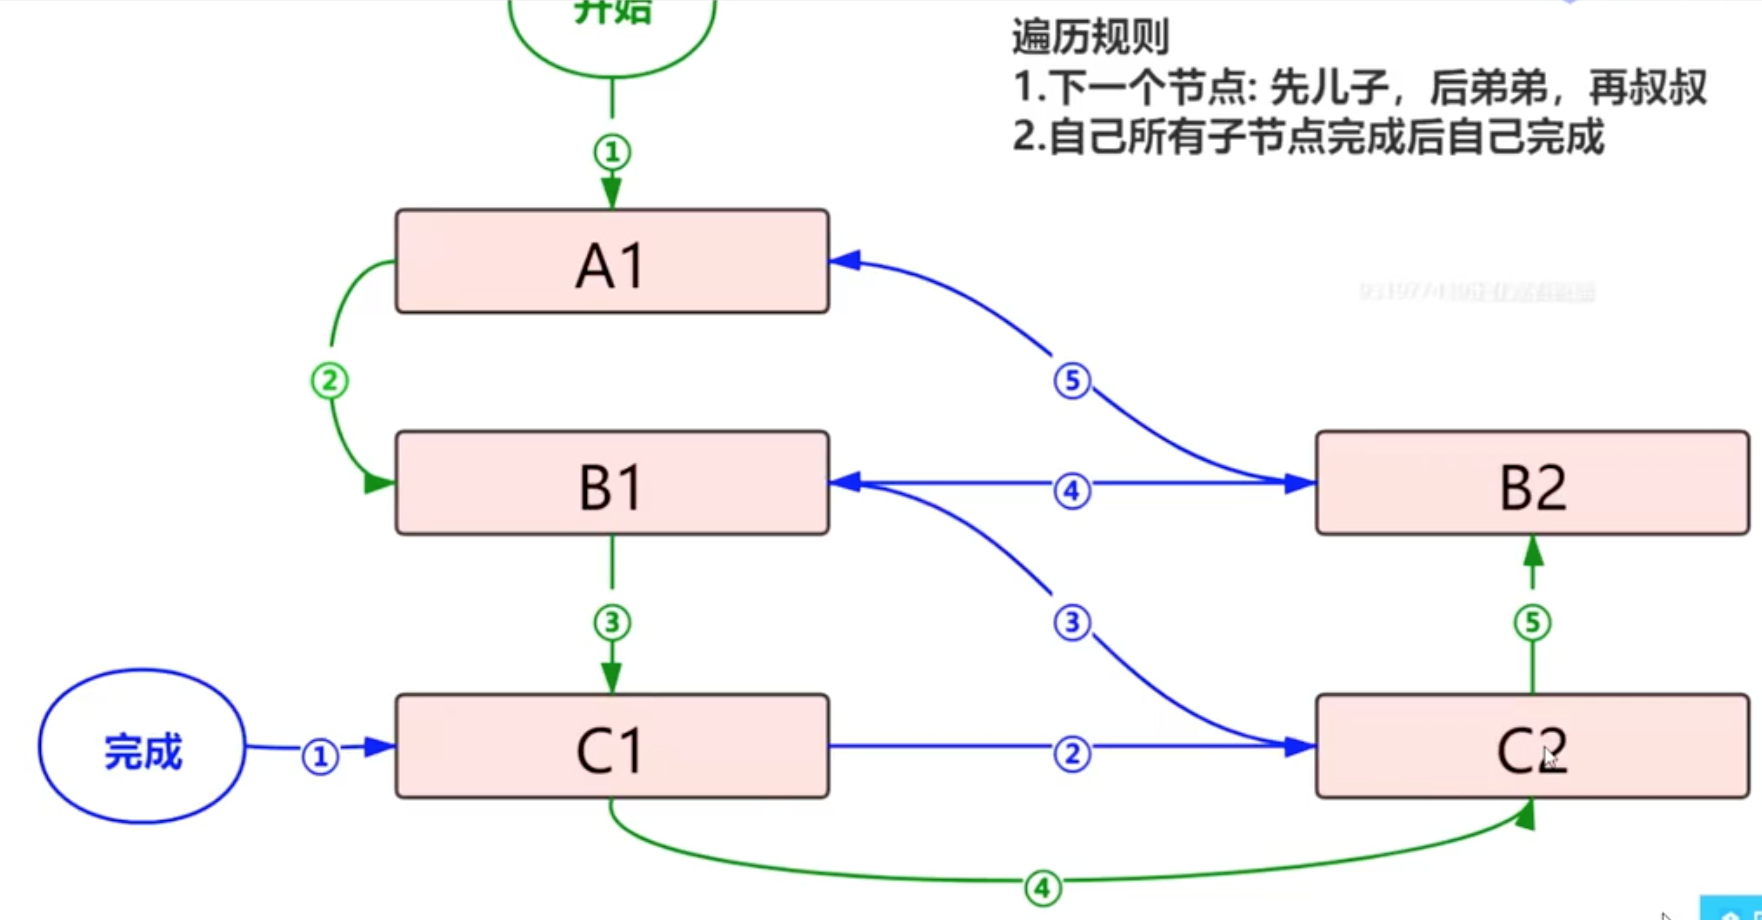 开始
遍历规则
1.下一个节点: 先儿子，后弟弟，再叔叔
2.自己所有子节点完成后自己完成
①
A1
②
⑤
B1
④
B2
③
③
⑤
完成
①
C1
②
C2
④